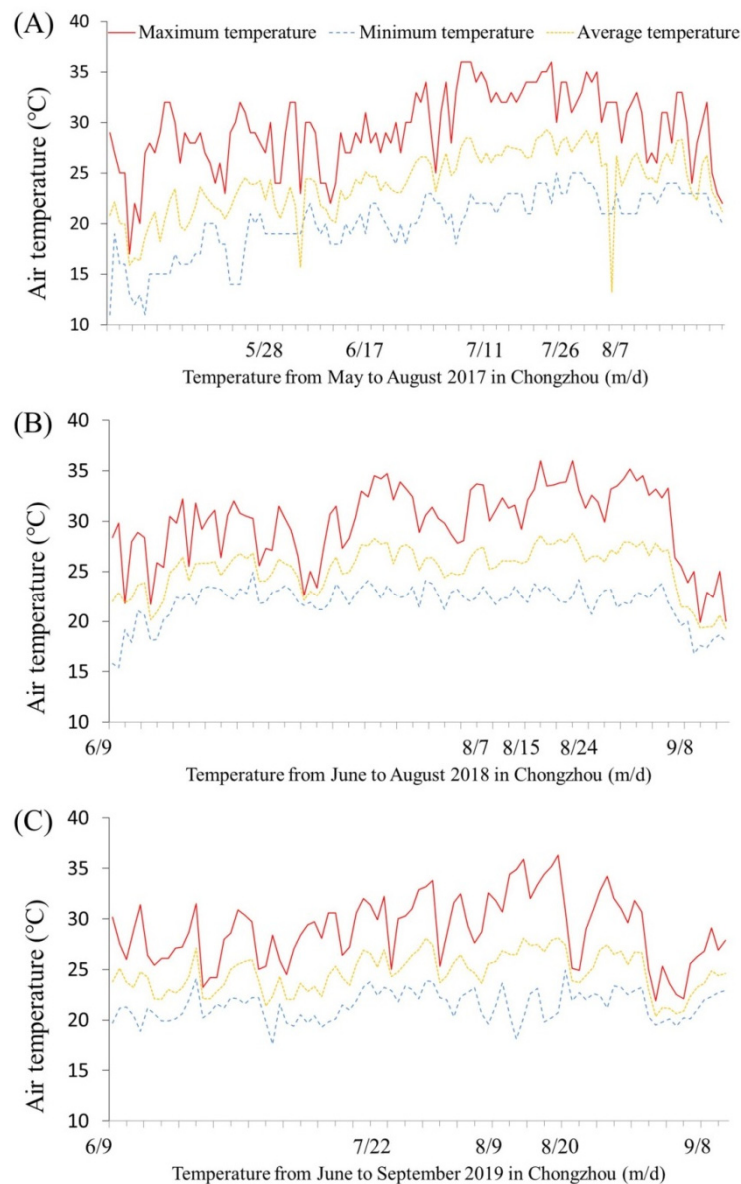 (A)
Maximum temperature Minimum temperature Average temperature
40
35
30
25
20
15
10
Air temperature (°C)
5/28 6/17 7/11 7/26 8/7
Temperature from May to August 2017 in Chongzhou (m/d)
(B)
40
35
30
25
20
15
10
Air temperature (°C)
6/9 8/7 8/15 8/24 9/8
Temperature from June to August 2018 in Chongzhou (m/d)
(C)
40
35
30
25
20
15
10
Air temperature (°C)
6/9 7/22 8/9 8/20 9/8
Temperature from June to September 2019 in Chongzhou (m/d)